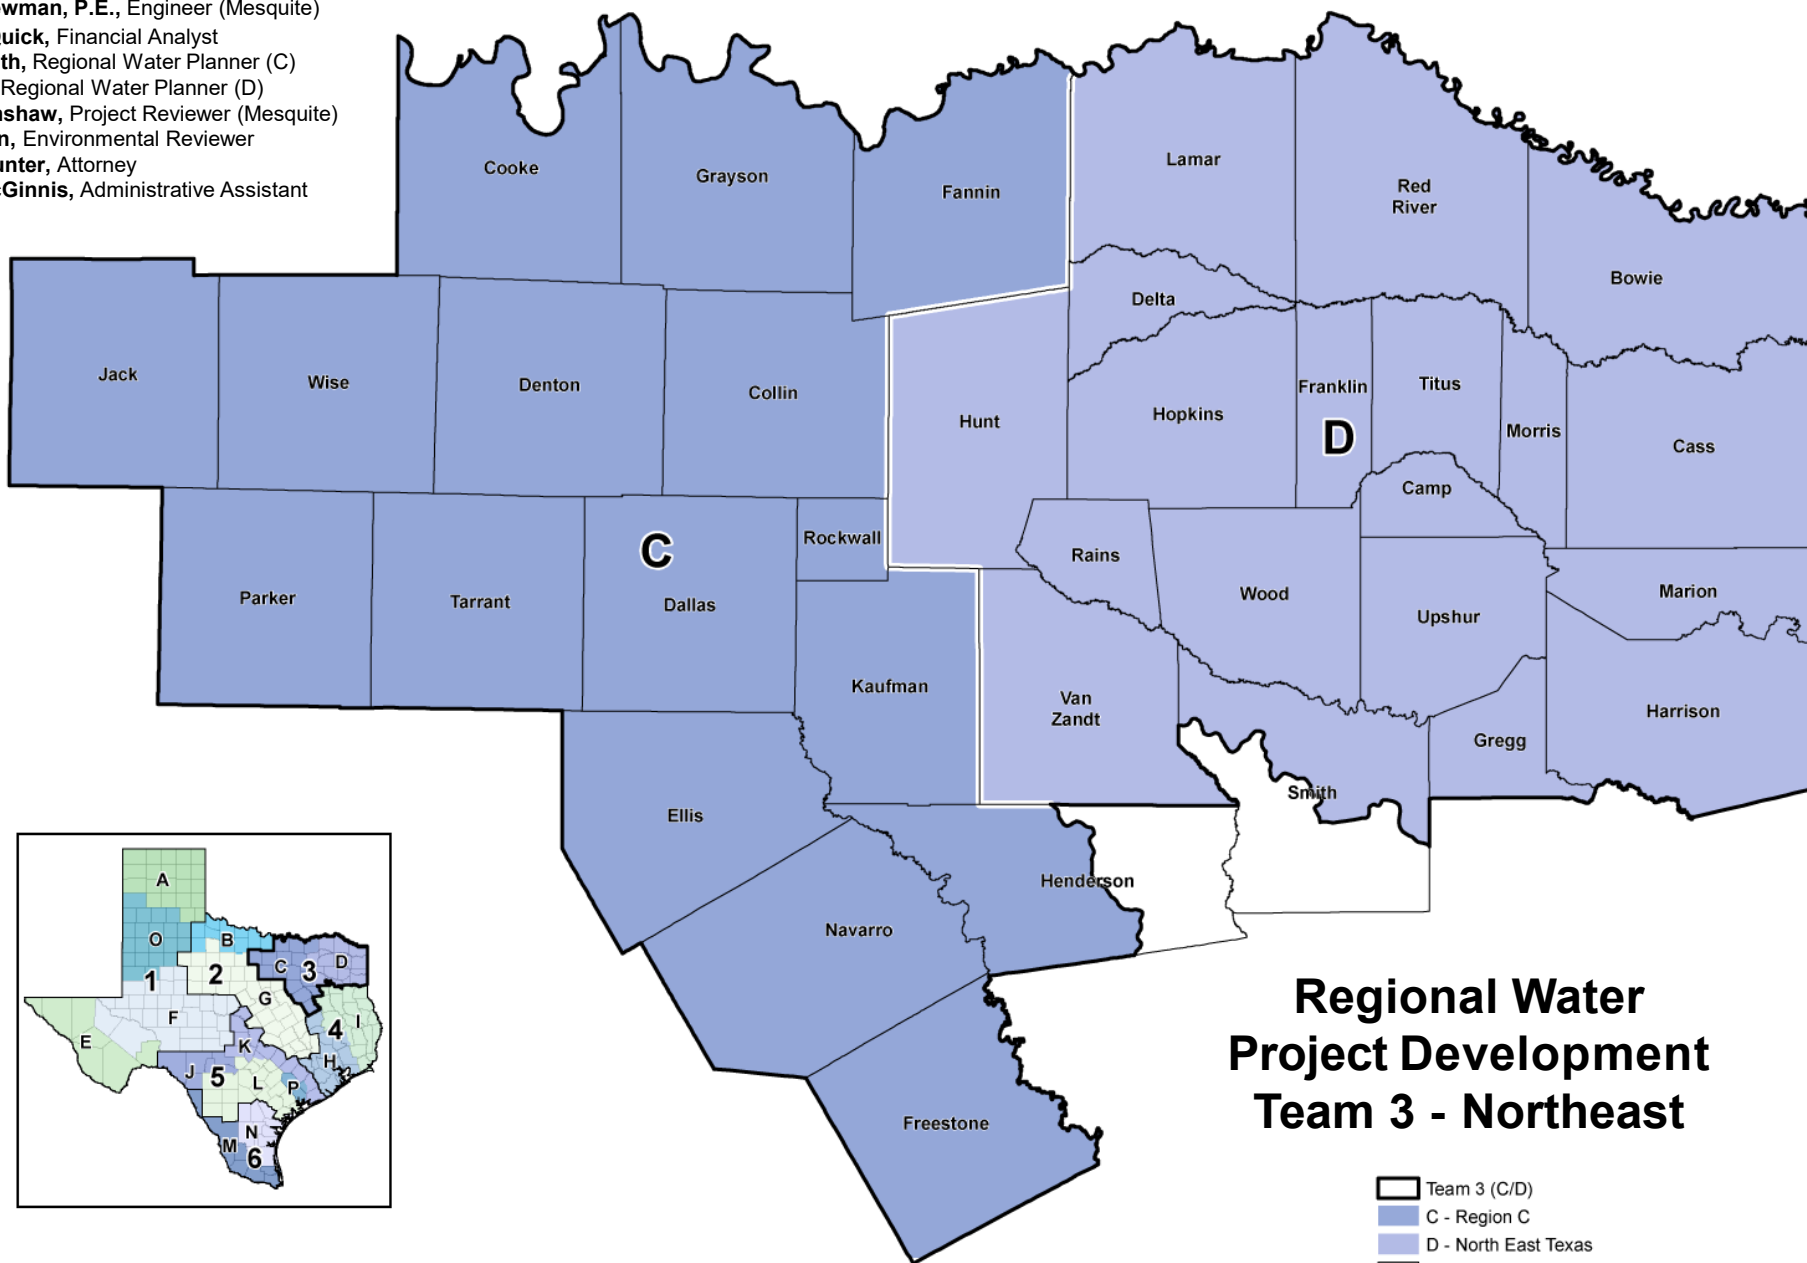 wman, P.E., Engineer (Mesquite)
uick, Financial Analyst
th, Regional Water Planner (C)
Regional Water Planner (D)
nshaw, Project Reviewer (Mesquite)
n, Environmental Reviewer
unter, Attorney
Ginnis, Administrative Assistant
Cooke
Grayson
Fannin
Lamar
Red
River
Bowie
Delta
Jack
Wise
Denton
Collin
Hunt
Hopkins
Franklin
Titus
Morris
Cass
D
Camp
Rockwall
C
Rains
Parker
Tarrant
Dallas
Wood
Upshur
Marion
Kaufman
Van
Zandt
Harrison
Gregg
Smith
Ellis
Henderson
Navarro
Freestone
A
O
B
1
2
C
3
D
G
F
E
4
I
K
H
J
5
L
P
N
M
6
Regional Water
Project Development
Team 3 - Northeast
Team 3 (C/D)
C - Region C
D - North East Texas